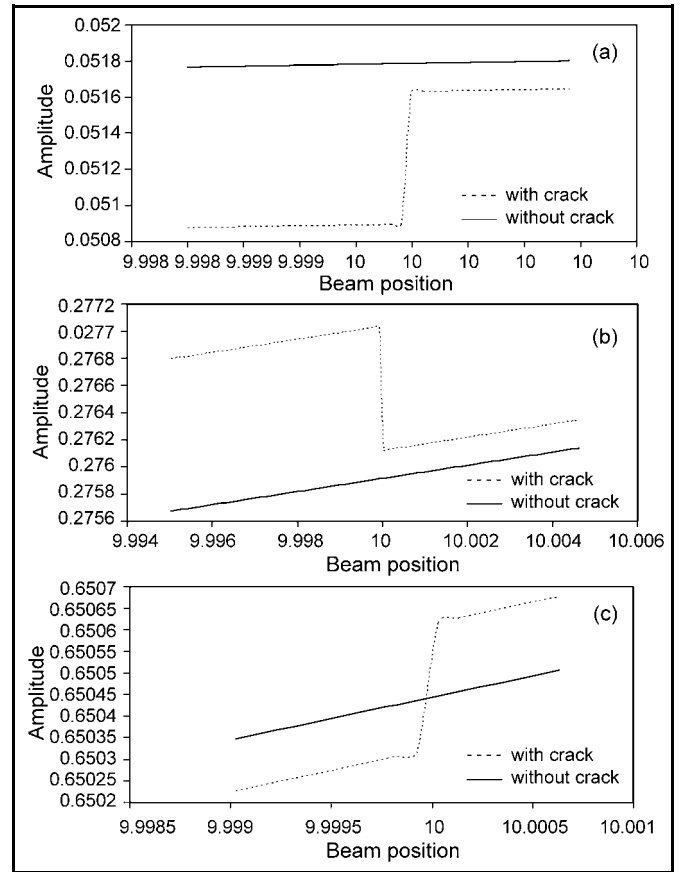 0.052
(a)
0.0518
0.0516
0.0514
0.0512
0.051
0.0508
Amplitude
with crack
without crack
9.998 9.998 9.999 9.999 10 10 10 10 10 10
Beam position
0.2772
0.0277
(b)
0.2768
0.2766
0.2764
0.2762
0.276
0.2758
0.2756
Amplitude
with crack
without crack
9.994 9.996 9.998 10 10.002 10.004 10.006
Beam position
0.6507
0.65065
(c)
0.6506
0.65055
0.6505
0.65045
0.6504
0.65035
0.6503
0.65025
0.6502
Amplitude
with crack
without crack
9.9985 9.999 9.9995 10 10.0005 10.001
Beam position